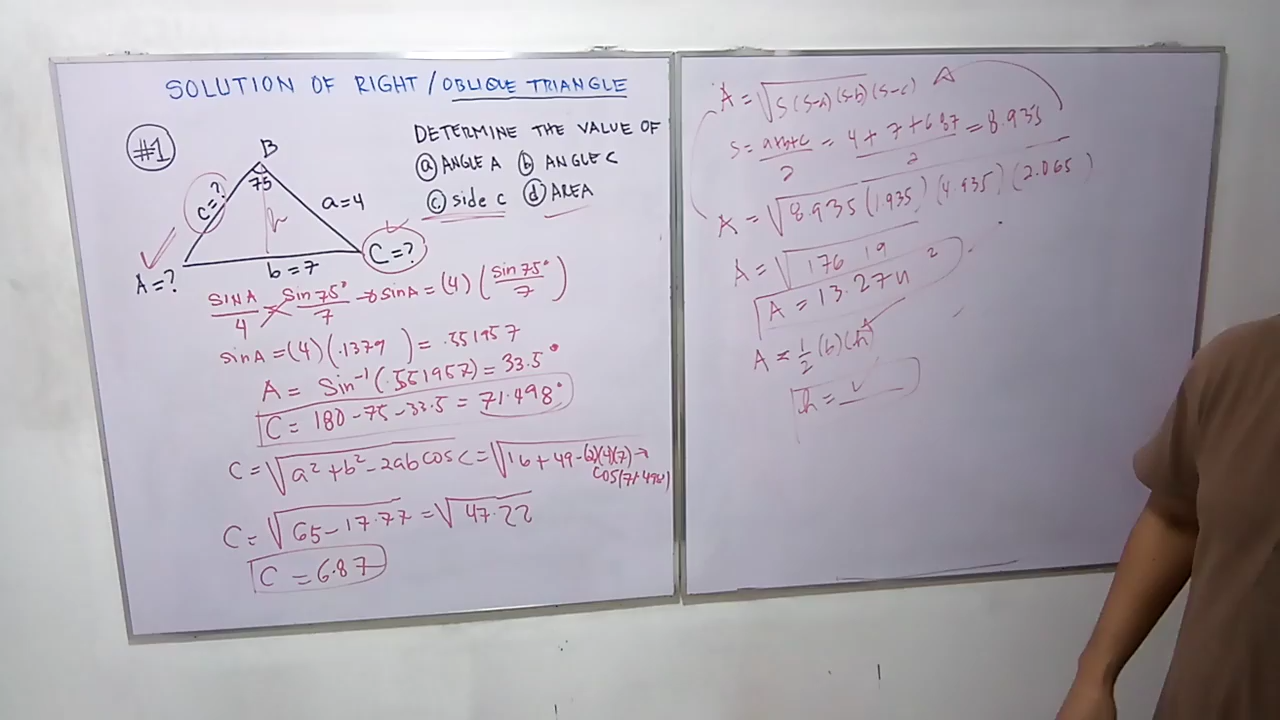 SOLUTION OF RIGHT / OBLIQUE TRIANGLE
#1
B
75
c=?
h
a=4
A=?
b=7
C=?
DETERMINE THE VALUE OF
(a) ANGLE A (b) ANGLE C
(c) side c (d) AREA
SIN A/4 = Sin 75°/7 → sin A = (4) (sin 75°/7)
sin A = (4) (.1379 ) = .551957
A = Sin⁻¹ (.551957) = 33.5°
C = 180 - 75 - 33.5 = 71.498°
C = √a² + b² - 2ab cos C = √16 + 49 - (2)(4)(7) →
cos(71.498)
C = √65 - 17.77 = √47.22
C = 6.87
A = √S (S-a) (S-b) (S-c)
S = a+b+c/2 = 4 + 7 + 6.87/2 = 8.935
A = √8.935 (1.935) (4.935) (2.065)
A = √176 19
A = 13.27 u²
A = 1/2 (b) (h)
h = ✓